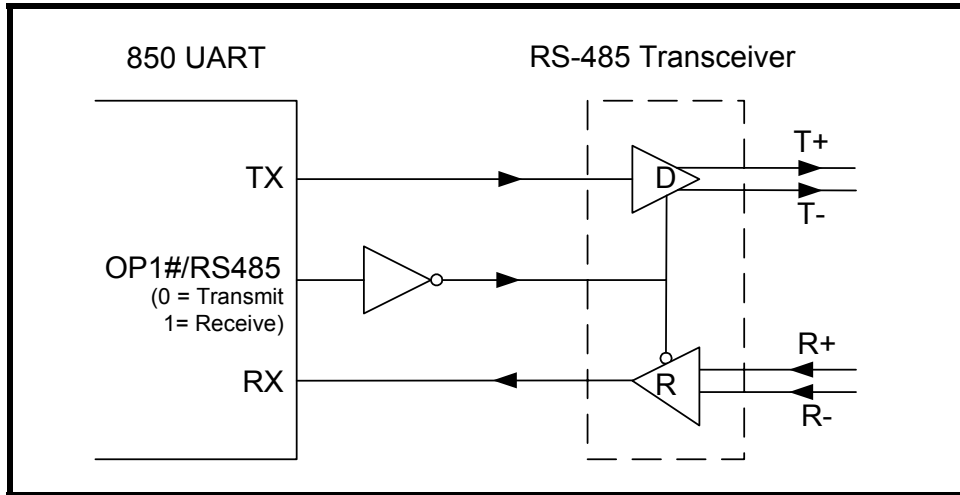 850 UART
RS-485 Transceiver
TX
D
T+
T-
OP1#/RS485
(0 = Transmit
1= Receive)
RX
R
R+
R-